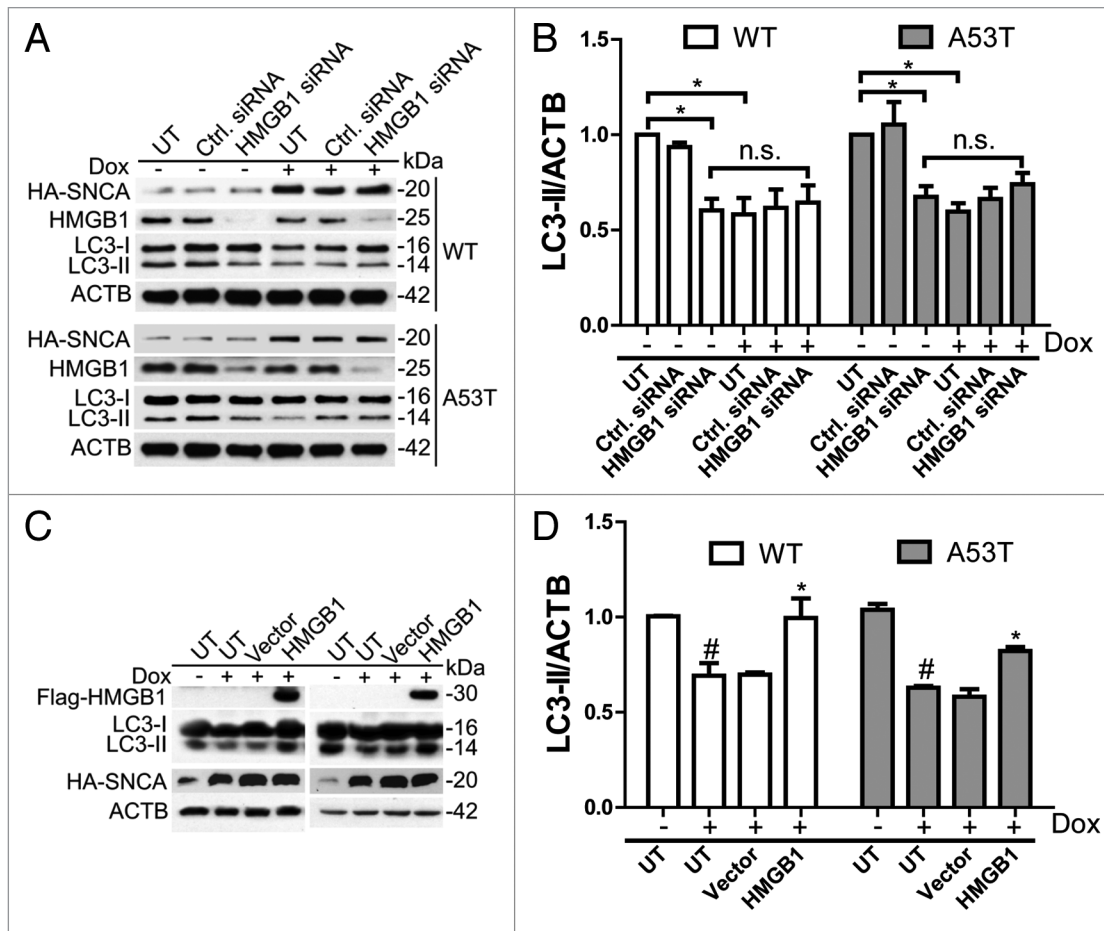 A
UT
Ctrl. siRNA
HMGB1 siRNA
UT
Ctrl. siRNA
HMGB1 siRNA
Dox - - - + + + kDa
HA-SNCA -20
HMGB1 -25
LC3-I -16
LC3-II -14
ACTB -42
WT
HA-SNCA -20
HMGB1 -25
LC3-I -16
LC3-II -14
ACTB -42
A53T
B
WT A53T
LC3-II/ACTB
1.5
1.0
0.5
0.0
* * n.s.
* * n.s.
- - - + + + - - - + + + Dox
UT
Ctrl. siRNA
HMGB1 siRNA
UT
Ctrl. siRNA
HMGB1 siRNA
UT
Ctrl. siRNA
HMGB1 siRNA
UT
Ctrl. siRNA
HMGB1 siRNA
C
UT
UT
Vector
HMGB1
UT
UT
Vector
HMGB1
Dox - + + + - + + + kDa
Flag-HMGB1 -30
LC3-I -16
LC3-II -14
HA-SNCA -20
ACTB -42
D
WT A53T
LC3-II/ACTB
1.5
1.0
0.5
0.0
# * # *
- + + + - + + + Dox
UT
UT
Vector
HMGB1
UT
UT
Vector
HMGB1